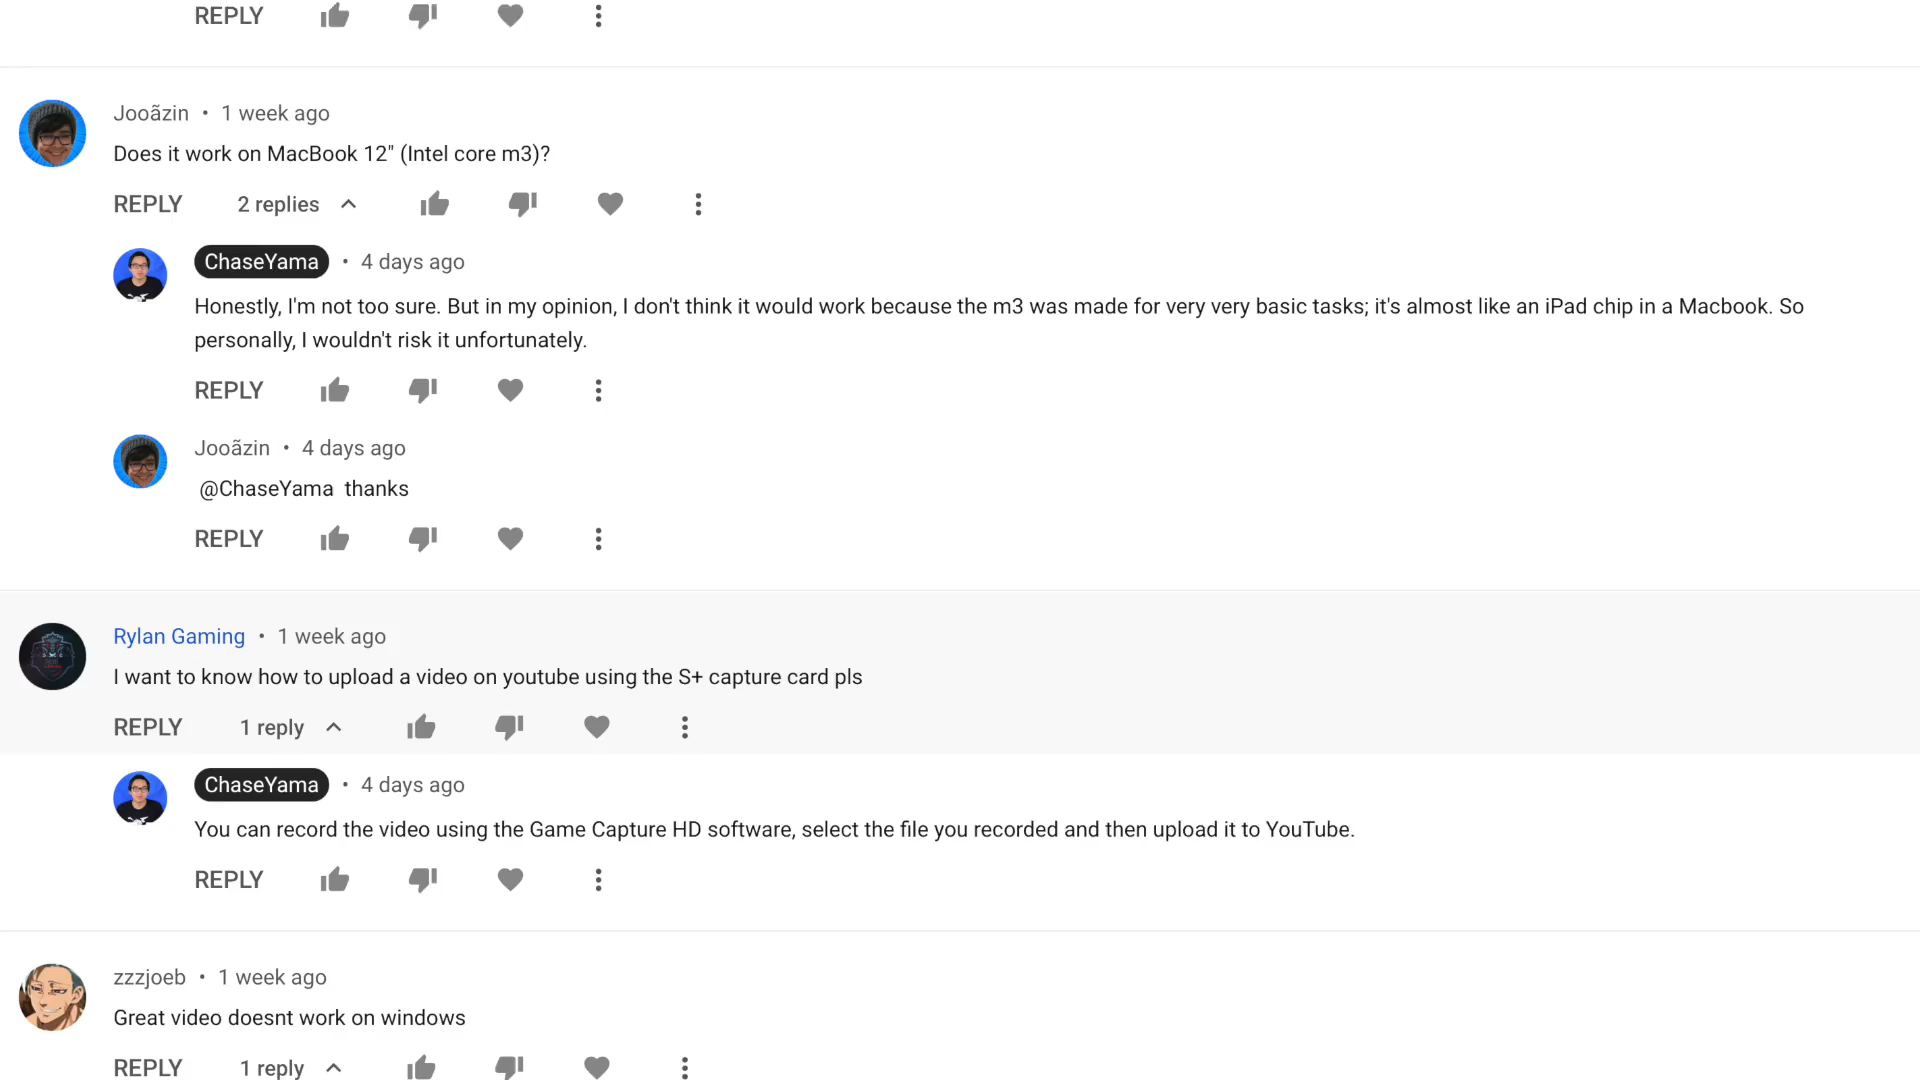 REPLY
Jooãzin • 1 week ago
Does it work on MacBook 12" (Intel core m3)?
REPLY 2 replies
ChaseYama • 4 days ago
Honestly, I'm not too sure. But in my opinion, I don't think it would work because the m3 was made for very very basic tasks; it's almost like an iPad chip in a Macbook. So
personally, I wouldn't risk it unfortunately.
REPLY
Jooãzin • 4 days ago
@ChaseYama thanks
REPLY
Rylan Gaming • 1 week ago
I want to know how to upload a video on youtube using the S+ capture card pls
REPLY 1 reply
ChaseYama • 4 days ago
You can record the video using the Game Capture HD software, select the file you recorded and then upload it to YouTube.
REPLY
zzzjoeb • 1 week ago
Great video doesnt work on windows
REPLY 1 reply